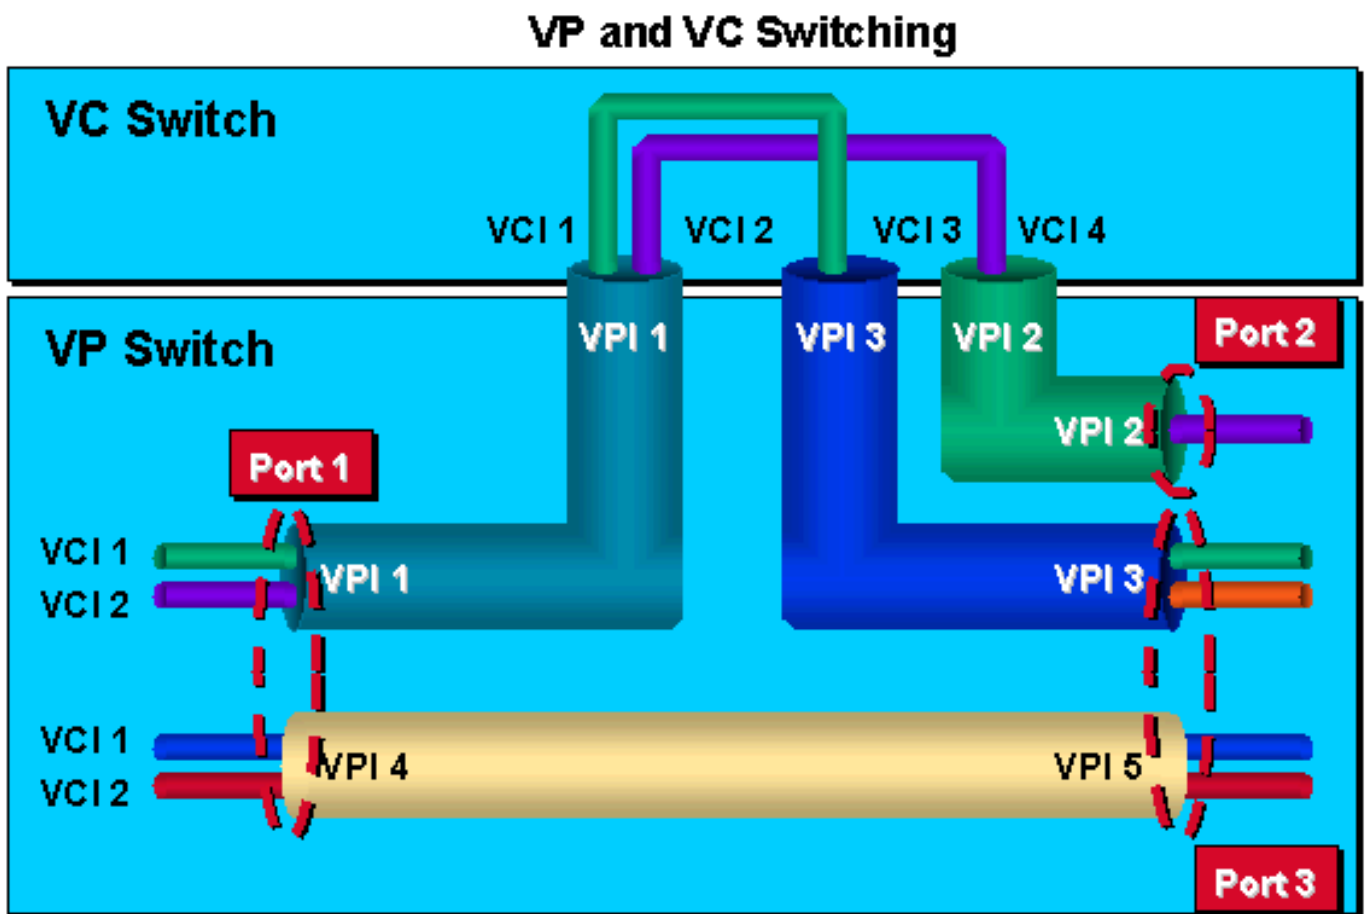 VP and VC Switching
VC Switch
VCI 1
VCI 2
VCI 3
VCI 4
VP Switch
VPI 1
VPI 3
VPI 2
Port 2
VPI 2
Port 1
VCI 1
VPI 1
VPI 3
VCI 2
VCI 1
VPI 4
VPI 5
VCI 2
Port 3